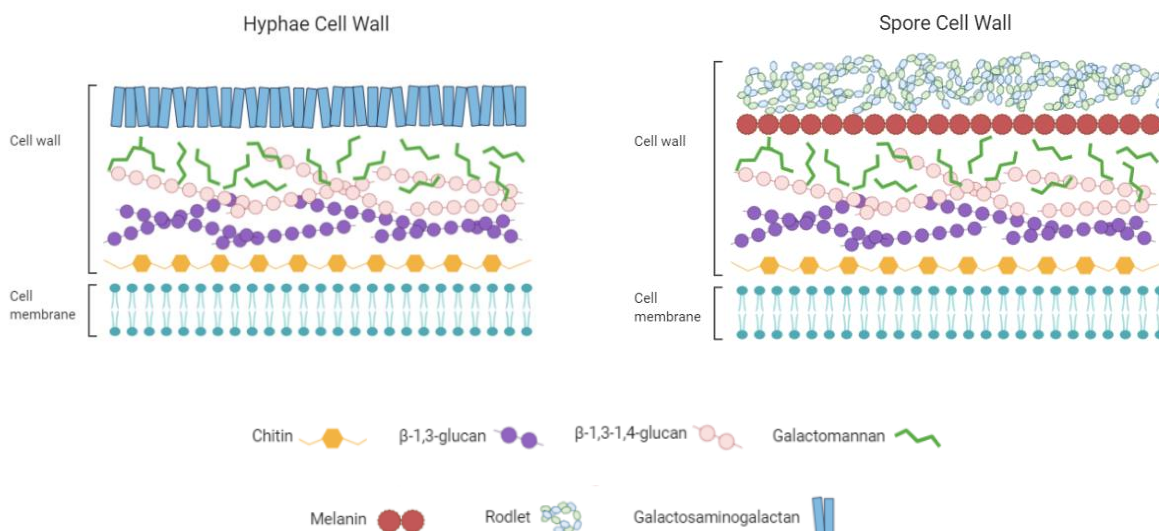 Hyphae Cell Wall
Spore Cell Wall
Cell wall
Cell
membrane
Cell wall
Cell
membrane
Chitin
β-1,3-glucan
β-1,3-1,4-glucan
Galactomannan
Melanin
Rodlet
Galactosaminogalactan